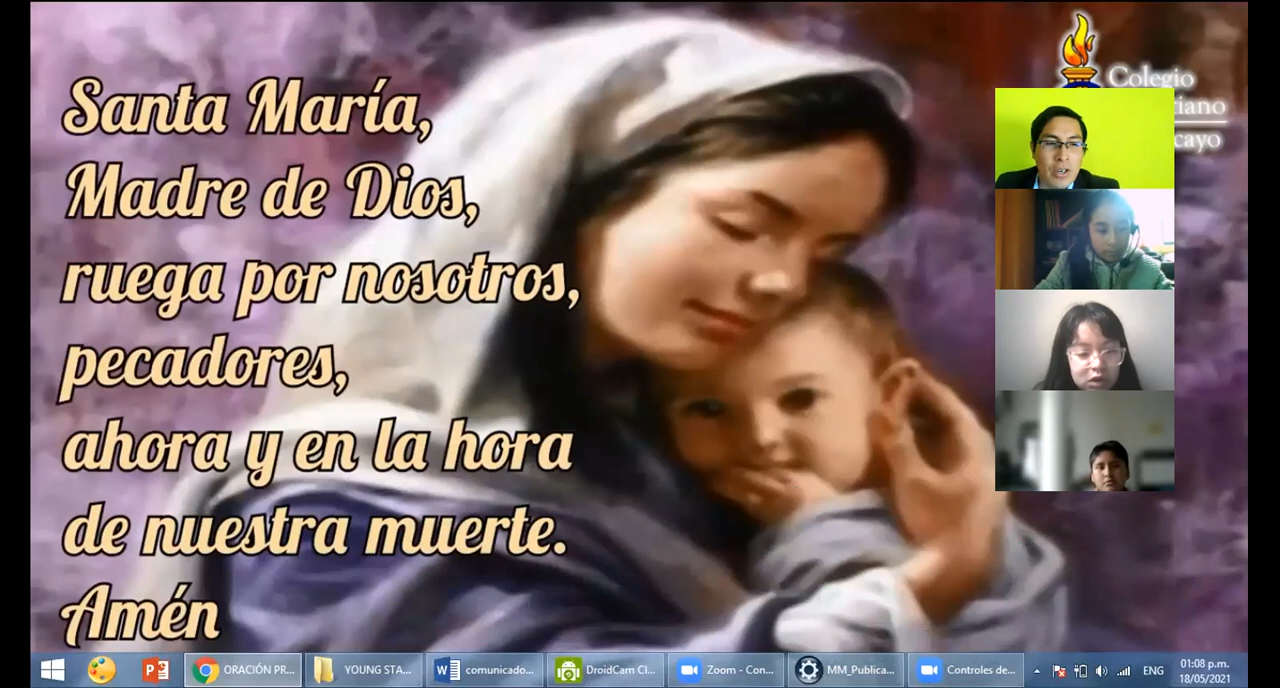 Santa María,
Madre de Dios,
ruega por nosotros,
pecadores,
ahora y en la hora
de nuestra muerte.
Amén
Colegio
ORACIÓN PR...
YOUNG STA...
comunicado...
DroidCam Cl...
Zoom - Con...
MM_Publica...
Controles de...
ENG
01:08 p.m.
18/05/2021